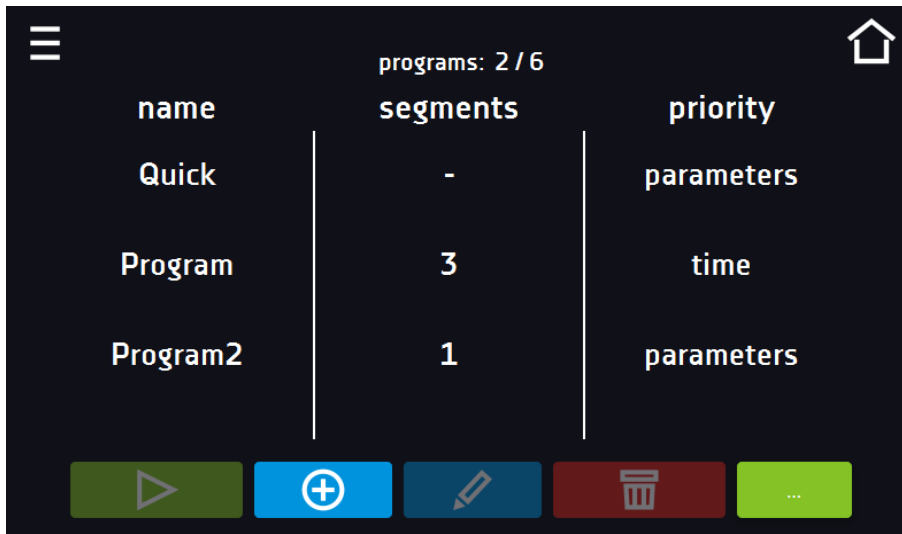 programs: 2 / 6
name segments priority
Quick - parameters
Program 3 time
Program2 1 parameters
...